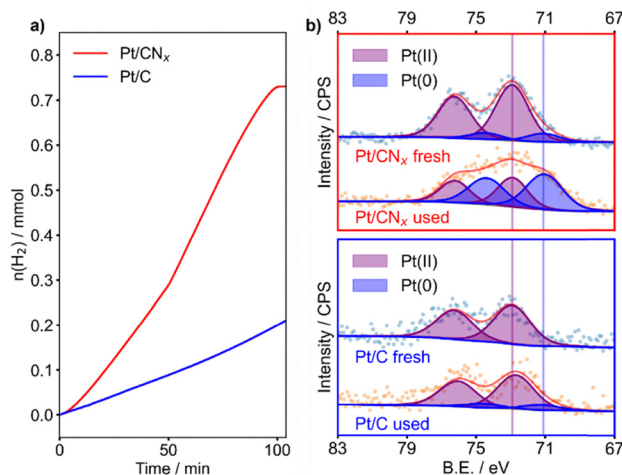 a)
n(H₂) / mmol
0.8
0.7
0.6
0.5
0.4
0.3
0.2
0.1
0.0
Pt/CNₓ
Pt/C
0 50 100
Time / min
b)
83 79 75 71 67
Intensity / CPS
Pt(II)
Pt(0)
Pt/CNₓ fresh
Pt/CNₓ used
Intensity / CPS
Pt(II)
Pt(0)
Pt/C fresh
Pt/C used
83 79 75 71 67
B.E. / eV